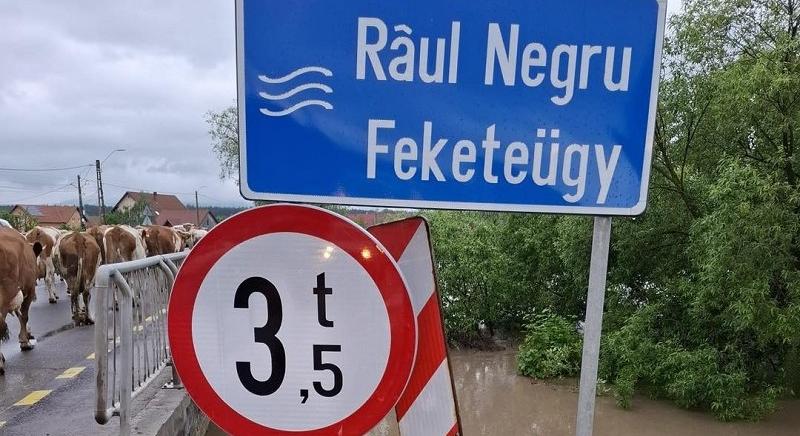 Râul Negru
Feketeügy
3,5 t